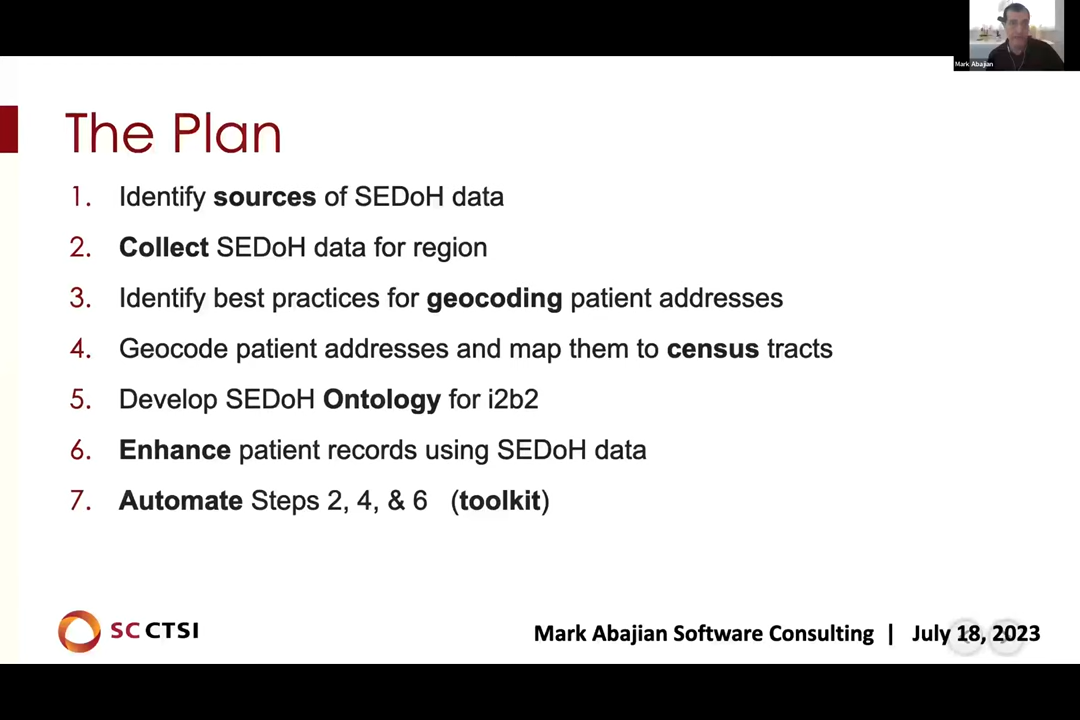 Mark Abajian
The Plan
1. Identify sources of SEDoH data
2. Collect SEDoH data for region
3. Identify best practices for geocoding patient addresses
4. Geocode patient addresses and map them to census tracts
5. Develop SEDoH Ontology for i2b2
6. Enhance patient records using SEDoH data
7. Automate Steps 2, 4, & 6 (toolkit)
SC CTSI
Mark Abajian Software Consulting | July 18, 2023